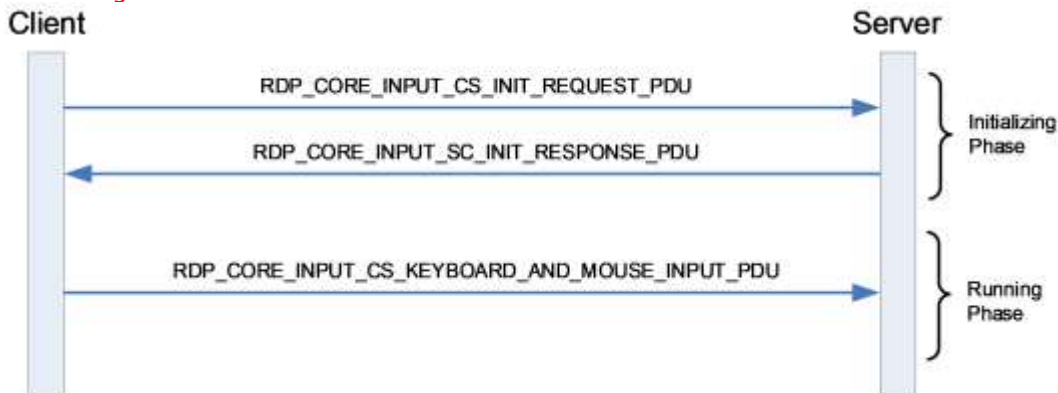 Client
Server
RDP_CORE_INPUT_CS_INIT_REQUEST_PDU
Initializing
Phase
RDP_CORE_INPUT_SC_INIT_RESPONSE_PDU
RDP_CORE_INPUT_CS_KEYBOARD_AND_MOUSE_INPUT_PDU
Running
Phase